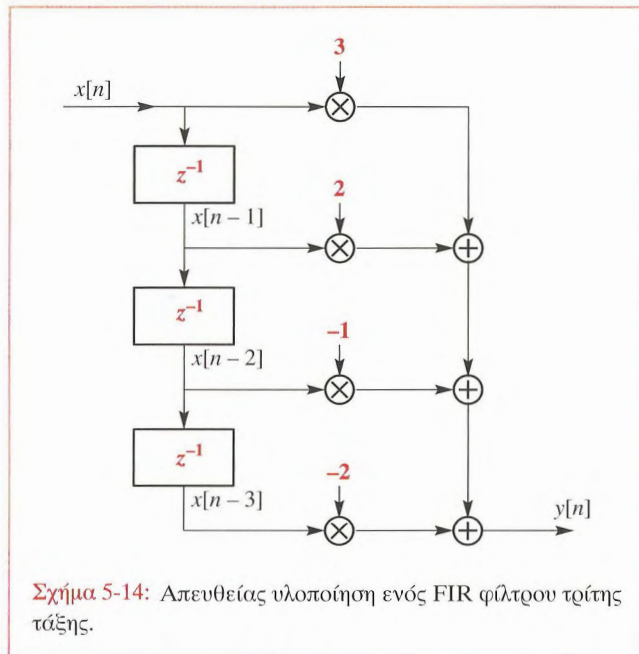 3
x[n]
z⁻¹
2
x[n – 1]
z⁻¹
–1
x[n – 2]
z⁻¹
–2
x[n – 3]
y[n]
Σχήμα 5-14: Απευθείας υλοποίηση ενός FIR φίλτρου τρίτης
τάξης.